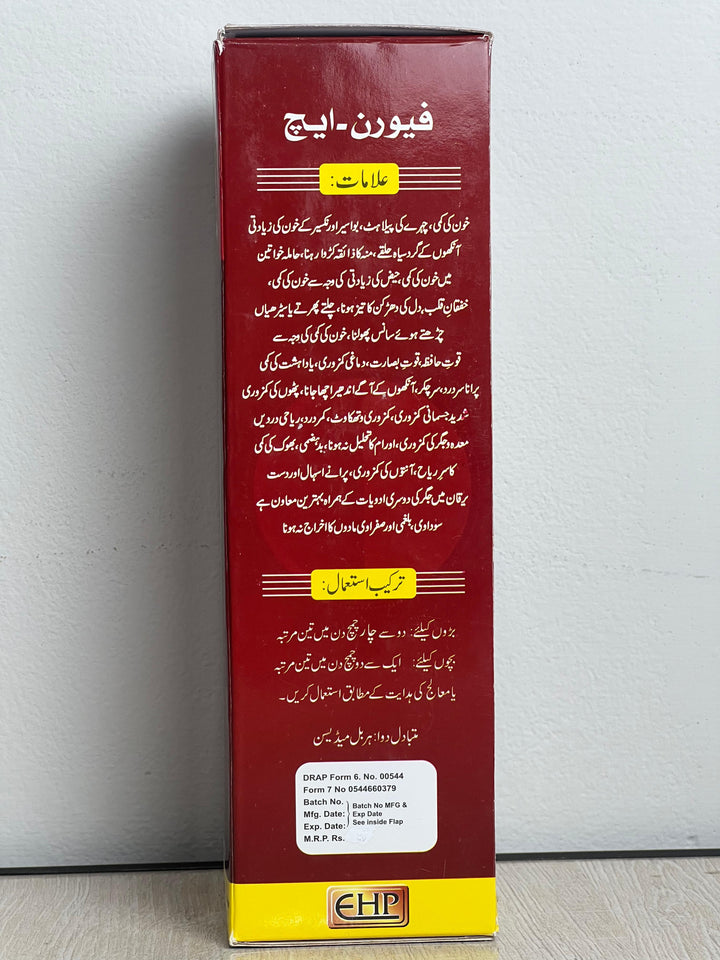 فیورن-ایچ
علامات:
خون کی کمی، چہرے کی پیلاہٹ، بواسیر اور نکسیر کے خون کی زیادتی
آنکھوں کے گرد سیاہ حلقے، منہ کا ذائقہ کڑوا رہنا، حاملہ خواتین
میں خون کی کمی، حیض کی زیادتی کی وجہ سے خون کی کمی،
خفقانِ قلب، دل کی دھڑکن کا تیز ہونا، چلتے پھرتے یا سیڑھیاں
چڑھتے ہوئے سانس پھولنا، خون کی کمی کی وجہ سے
قوتِ حافظہ، قوتِ بصارت، دماغی کمزوری، یاداشت کی کمی
پرانا سر درد، سر چکر، آنکھوں کے آگے اندھیرا چھا جانا، پٹھوں کی کمزوری
شدید جسمانی کمزوری، کمزوری و تھکاوٹ، کمر درد، ریاحی دردیں
معدہ و جگر کی کمزوری، اورام کا تحلیل نہ ہونا، بدہضمی، بھوک کی کمی
کاسرِ ریاح، آنتوں کی کمزوری، پرانے اسہال اور دست
یرقان میں جگر کی دوسری ادویات کے ہمراہ بہترین معاون ہے
سوداوی، بلغمی اور صفراوی مادوں کا اخراج نہ ہونا
ترکیب استعمال:
بڑوں کیلئے: دو سے چار چمچ دن میں تین مرتبہ
بچوں کیلئے: ایک سے دو چمچ دن میں تین مرتبہ
یا معالج کی ہدایت کے مطابق استعمال کریں۔
متبادل دوا: ہربل میڈیسن
DRAP Form 6. No. 00544
Form 7 No 0544660379
Batch No.
Mfg. Date:
Exp. Date:
Batch No MFG &
Exp Date
See inside Flap
M.R.P. Rs.
EHP